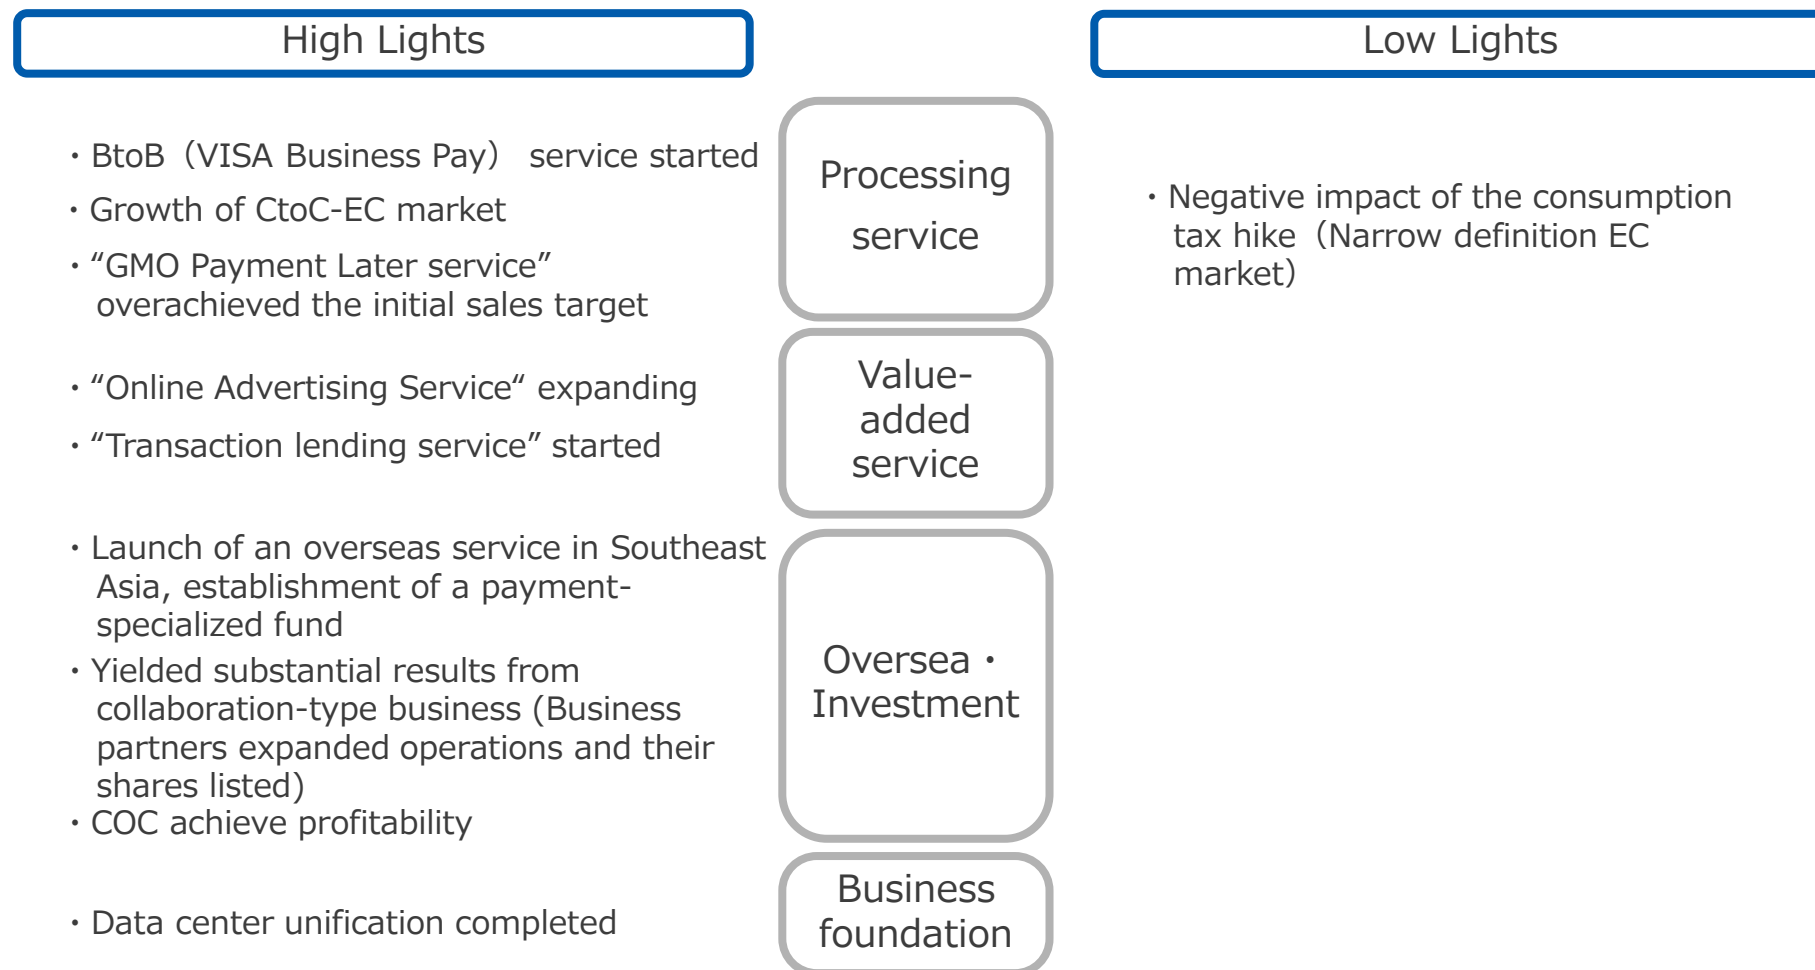 High Lights
Low Lights
・BtoB（VISA Business Pay） service started
・Growth of CtoC-EC market
・“GMO Payment Later service”
overachieved the initial sales target
Processing
service
・Negative impact of the consumption
tax hike（Narrow definition EC
market）
・“Online Advertising Service“ expanding
・“Transaction lending service” started
Value-
added
service
・Launch of an overseas service in Southeast
Asia, establishment of a payment-
specialized fund
・Yielded substantial results from
collaboration-type business (Business
partners expanded operations and their
shares listed)
・COC achieve profitability
Oversea・
Investment
・Data center unification completed
Business
foundation